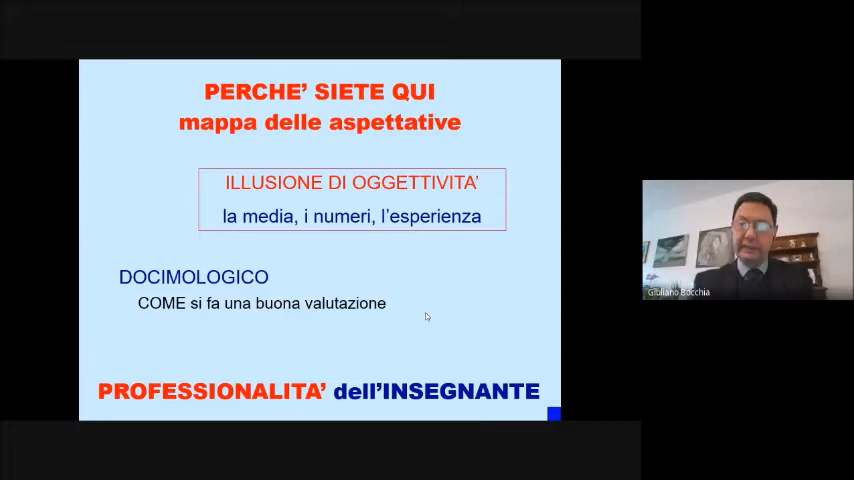 PERCHE' SIETE QUI
mappa delle aspettative
ILLUSIONE DI OGGETTIVITA'
la media, i numeri, l'esperienza
DOCIMOLOGICO
COME si fa una buona valutazione
PROFESSIONALITA' dell'INSEGNANTE
Giuliano Bocchia